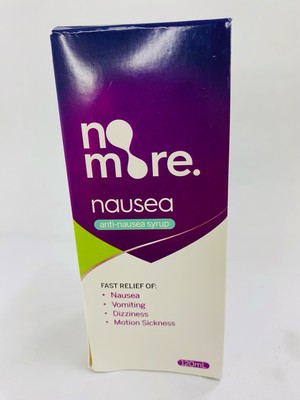 no
more.
nausea
anti-nausea syrup
FAST RELIEF OF:
• Nausea
• Vomiting
• Dizziness
• Motion Sickness
120mL